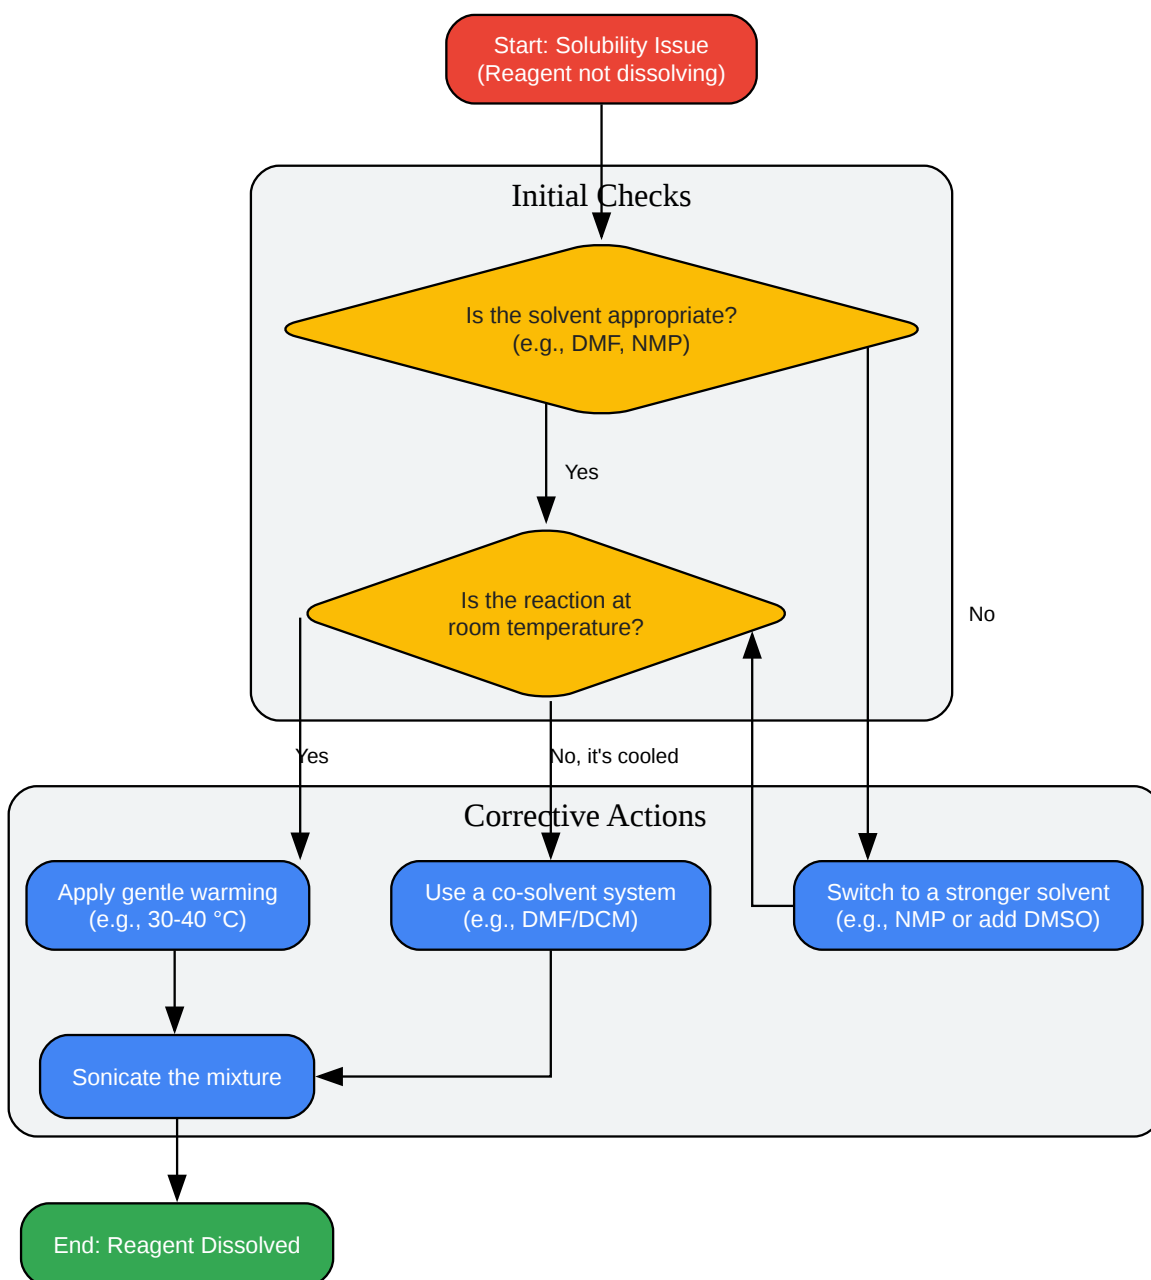 Start: Solubility Issue
(Reagent not dissolving)
Initial Checks
Is the solvent appropriate?
(e.g., DMF, NMP)
Yes
Is the reaction at
room temperature?
No
Yes
No, it's cooled
Corrective Actions
Apply gentle warming
(e.g., 30-40 °C)
Use a co-solvent system
(e.g., DMF/DCM)
Switch to a stronger solvent
(e.g., NMP or add DMSO)
Sonicate the mixture
End: Reagent Dissolved